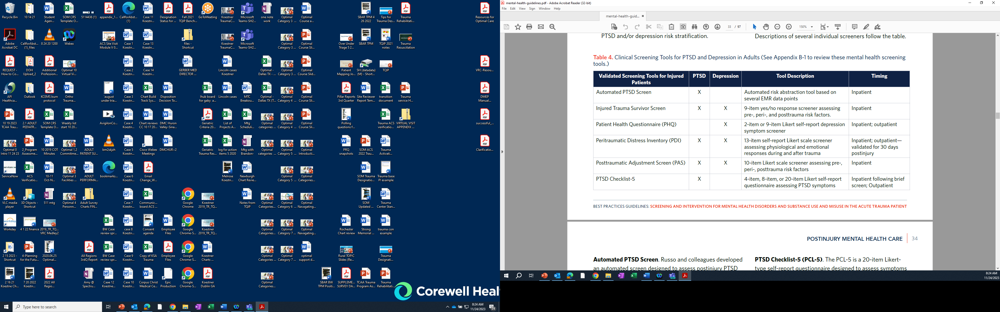 Recycle Bin
10 14 21
Student Agen...
SOM CRS Template O...
5114436 (1)
appendix_1...
CallforAbst... (1)
Case 11 Koestn...
Designation Status for ...
Fall 2021 TQIP Bench...
GoToMeeting
Koestner TraumaC...
Microsoft Teams-SH2...
one note work
Optimal Category 3 ...
Optimal Course a...
SBAR TPM 4 26 2022
Tips for Trauma Des...
Trauma Rehabilitati...
Resources for Optimal Care
Adobe Acrobat DC
CallforAbst... (1)_files
8 24 20 1200
Webex
ACS Site Visit Module V 0...
Case 1 Koestn...
Case 13 Koestn...
files - Shortcut
Koestner TraumaC...
Microsoft Teams-SH2...
Optimal Category 3 ...
Optimal Course Sli...
Over Under Triage 5 2...
SBAR TPM
TQIP 2021 notes
Trauma Resuscitation
REQUEST - How to Co...
DOH Upload_2
Additional Profession...
Optimal 10 Virtual Vi...
Case 2 Koestn...
Case 14 Koestn...
GERBER MED DIRECTOR ...
Lincoln cases Koestner
Optimal - Dallas TX - ...
Optimal Category 3 ...
Optimal Course Slid...
Patient Mapping Jo...
SH (datadata) (M) - Short...
TQIP
VRC-Resou...
API Healthca...
Outlook
KCEMS burn protocol
Ortho Trauma...
'august under tria...
Case 3 Koestn...
Chart Build Track Sys...
Disposition Decision To...
Ihub board for gaby a...
Lincoln cases
MTC Breakou...
Optimal - Dallas TX (T...
Optimal Category 4 ...
Optimal Course Sli...
Pillar Reports 3rd Quarter
Site Reviewer Report Tem...
transition document
Trauma service H...
DMEP Manual...
10 19 2023 TCAA Trau...
2.1 ADULT PEDIATR...
SOM CRS Template O...
Weekly list start 10 20...
AvigilonCo...
Case 4 Koestn...
Chart reviews CC 10 17 20...
DMC Huron Valley-Sina...
Geriatric Criteria 20...
List of Projects A...
Mtg Scheduli...
Optimal categories ...
Optimal Category 4 ...
Optimal Course Sli...
Polling questions f...
Trauma ACS verificatio...
VIRTUAL VISIT APPENDIX ...
successful_...
Optimal 0 Intro 11 24 23
2_Program Assessme...
10 2019 COT Minutes
Optimal 1,2 Commitme...
ADULT PATIENT SU...
bm2skjzh
Case 5 Koestn...
Cisco Webex Meetings
DMCHUR~2
Geriatric Trauma Res...
log for action items 5 2020
Mtg with Brandon-
Optimal categories ...
Optimal Category 5 ...
Optimal Introducti...
PRQ snapshots
SOM ACS 2022 Trau...
Trauma Activati...
Clarificatio...
ServiceNow
ACS Verificatio...
10-11 Oct-N...
Optimal 3 Facilities ...
ADULT PERFORMA...
bookmarks...
Case 6 Koestn...
Email Change_W...
Melrose Koestn...
Newburgh Chart Revie...
Optimal Category 5 ...
Optimal Categories...
SOM Trauma Designatio...
Trauma base PI example
VLC media player
3D Objects - Shortcut
511 mtg
Optimal 4 Personn...
Adult Survey Charts FIN...
Case 7 Koestn...
Communic... board ACS ...
Google Chrome
Koestner 2019_TR_TQ...
Notes from TQIP
Optimal Categories...
Optimal Category 6 ...
Optimal Navagating...
SOM Updated ...
Trauma Center Stan...
Workday
4 1 22 finance
2019_TR_TQ... VRC Medley2
BW Case review spr...
case 8 Koestn...
Consent agenda
Employee Files
Google Chrome-S...
Koestner 2019_TR_TQ...
Optimal Categories...
Optimal Category 7 ...
Optimal Navagating...
Rochester Chart review
Strong Memorial ...
trauma con example
2 15 2023 - Shortcut
4-Planning for the Futu...
2020.06.25 Optimal...
All Regions 3rdQ Report
BW Case review spr...
Case 9 Koestn...
Copy of KSA Trauma
Employee Files
Google Chrome-S...
Koestner Charts ...
Optimal Categories ...
Optimal Category 7 ...
optimal support d...
Rural TOPIC Slides (Re...
Trauma Designati...
2 16 21 Koestne Ch...
7 20 2022 Koestn...
2022 All Regio...
Amy @ Spectru...
Caae 12 Koestne...
Case 10 Koestn...
Corpus Christ Medical Ce...
Epic Production
Google Chrome-S...
Koestner Dublin GA
Optimal Categories...
SBAR BW TPM Positi...
SUPPLEME... SURVEY DA...
TCAA Trauma Program As...
Trauma Rehabilitati...
Corewell Heal
Type here to search
8:24 AM
11/24/2023
28
mental-health-guidelines.pdf - Adobe Acrobat Reader (32-bit)
File Edit View Sign Window Help
mental-health-guid...
33 / 97
150%
PTSD and/or depression risk stratification.
Descriptions of several individual screeners follow the table.
Table 4. Clinical Screening Tools for PTSD and Depression in Adults (See Appendix B-1 to review these mental health screening
tools.)
Validated Screening Tools for Injured Patients PTSD Depression Tool Description Timing
Automated PTSD Screen X Automated risk abstraction tool based on Inpatient
several EMR data points
Injured Trauma Survivor Screen X X 9-item yes/no response screener assessing Inpatient
pre-, peri-, and posttrauma risk factors.
Patient Health Questionnaire (PHQ) X 2-item or 9-item Likert self-report depression Inpatient; outpatient
symptom screener
Peritraumatic Distress Inventory (PDI) X X 13-item self-report Likert scale screener Inpatient; outpatient—
assessing physiological and emotional validated for 30 days
responses during and after trauma postinjury
Posttraumatic Adjustment Screen (PAS) X X 10-item Likert scale screener assessing pre-, Inpatient
peri-, posttrauma risk factors
PTSD Checklist-5 X 4-item, 8-item, or 20-item Likert self-report Inpatient following brief
questionnaire assessing PTSD symptoms screen; Outpatient
BEST PRACTICES GUIDELINES: SCREENING AND INTERVENTION FOR MENTAL HEALTH DISORDERS AND SUBSTANCE USE AND MISUSE IN THE ACUTE TRAUMA PATIENT
POSTINJURY MENTAL HEALTH CARE 34
Automated PTSD Screen. Russo and colleagues developed
an automated screen designed to assess postinjury PTSD
PTSD Checklist-5 (PCL-5). The PCL-5 is a 20-item Likert-
type self-report questionnaire designed to assess symptoms
8:24 AM
11/24/2023